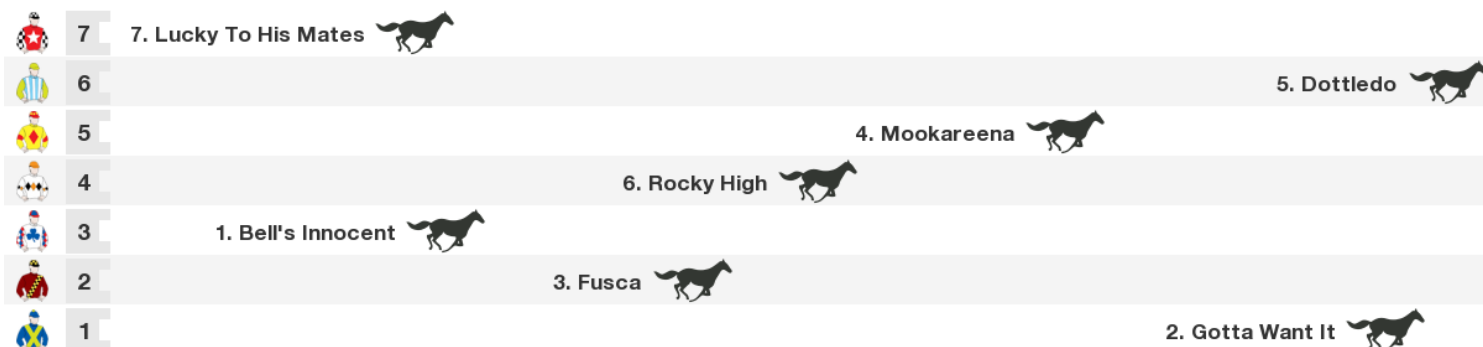 7 7. Lucky To His Mates
6 5. Dottledo
5 4. Mookareena
4 6. Rocky High
3 1. Bell's Innocent
2 3. Fusca
1 2. Gotta Want It